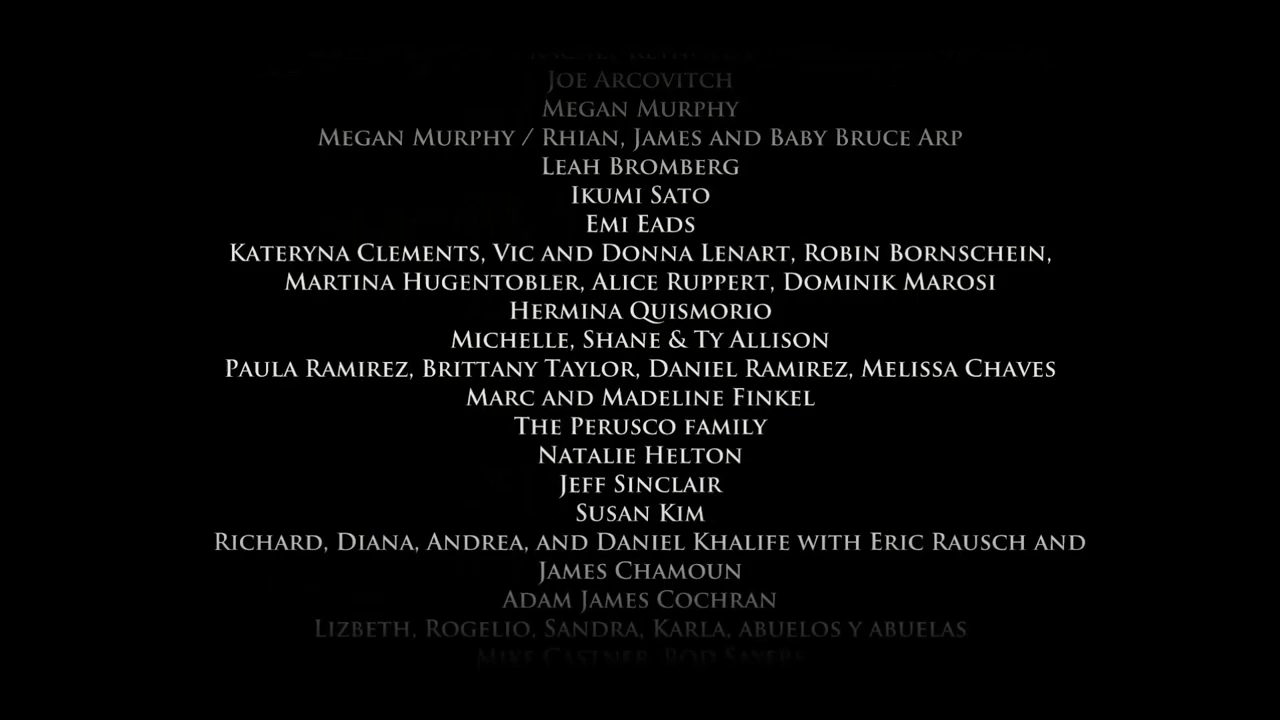 Joe Arcovitch
Megan Murphy
Megan Murphy / Rhian, James and Baby Bruce Arp
Leah Bromberg
Ikumi Sato
Emi Eads
Kateryna Clements, Vic and Donna Lenart, Robin Bornschein,
Martina Hugentobler, Alice Ruppert, Dominik Marosi
Hermina Quismorio
Michelle, Shane & Ty Allison
Paula Ramirez, Brittany Taylor, Daniel Ramirez, Melissa Chaves
Marc and Madeline Finkel
The Perusco family
Natalie Helton
Jeff Sinclair
Susan Kim
Richard, Diana, Andrea, and Daniel Khalife with Eric Rausch and
James Chamoun
Adam James Cochran
Lizbeth, Rogelio, Sandra, Karla, abuelos y abuelas
Mike Castner, Rod Sayers